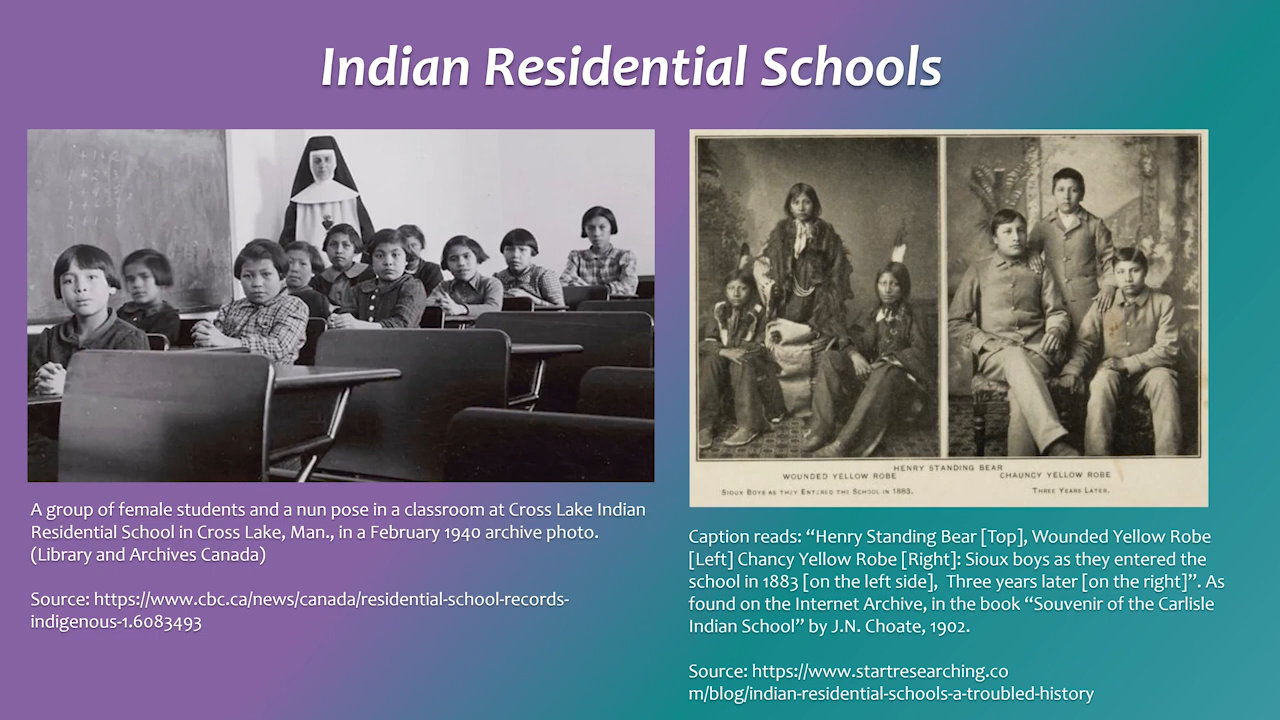 Indian Residential Schools
A group of female students and a nun pose in a classroom at Cross Lake Indian
Residential School in Cross Lake, Man., in a February 1940 archive photo.
(Library and Archives Canada)
Source: https://www.cbc.ca/news/canada/residential-school-records-
indigenous-1.6083493
HENRY STANDING BEAR
WOUNDED YELLOW ROBE
CHAUNCY YELLOW ROBE
SIOUX BOYS AS THEY ENTERED THE SCHOOL IN 1883.
THREE YEARS LATER.
Caption reads: “Henry Standing Bear [Top], Wounded Yellow Robe
[Left] Chancy Yellow Robe [Right]: Sioux boys as they entered the
school in 1883 [on the left side],  Three years later [on the right]”. As
found on the Internet Archive, in the book “Souvenir of the Carlisle
Indian School” by J.N. Choate, 1902.
Source: https://www.startresearching.co
m/blog/indian-residential-schools-a-troubled-history